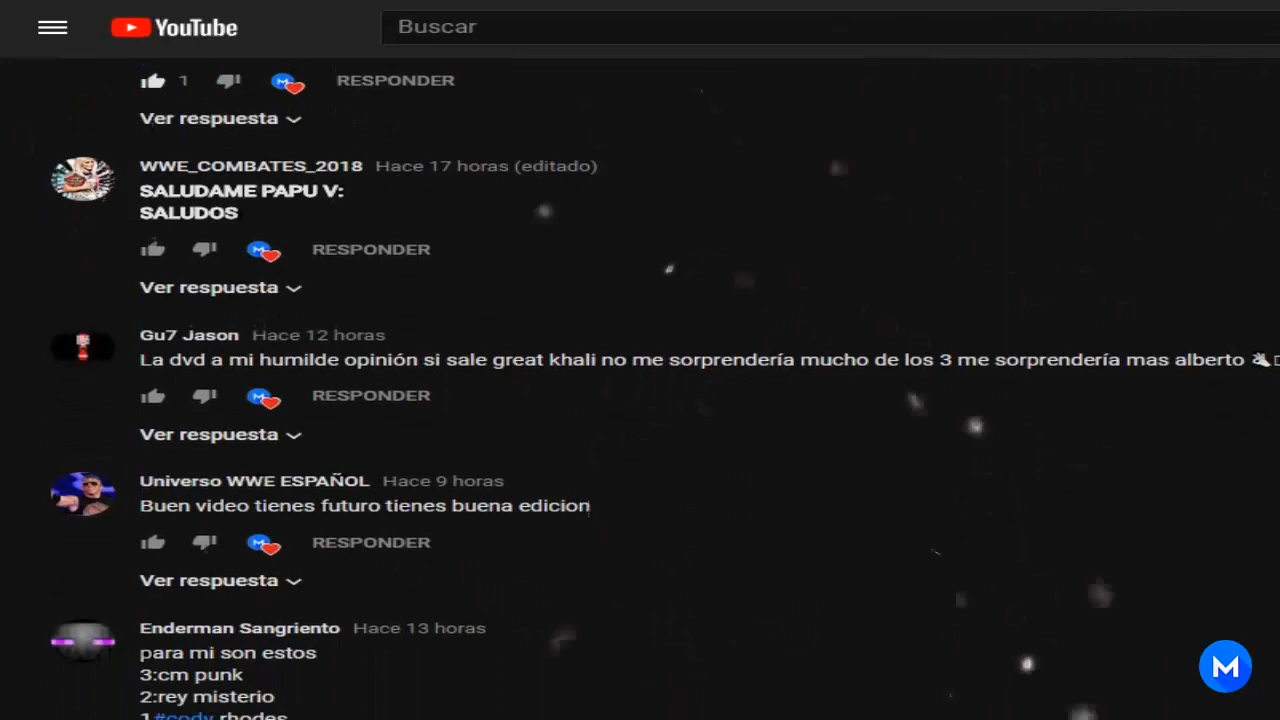 YouTube
Buscar
1 RESPONDER
Ver respuesta
WWE_COMBATES_2018 Hace 17 horas (editado)
SALUDAME PAPU V:
SALUDOS
RESPONDER
Ver respuesta
Gu7 Jason Hace 12 horas
La dvd a mi humilde opinión si sale great khali no me sorprendería mucho de los 3 me sorprendería mas alberto
RESPONDER
Ver respuesta
Universo WWE ESPAÑOL Hace 9 horas
Buen video tienes futuro tienes buena edicion
RESPONDER
Ver respuesta
Enderman Sangriento Hace 13 horas
para mi son estos
3:cm punk
2:rey misterio
1#cody rhodes
M